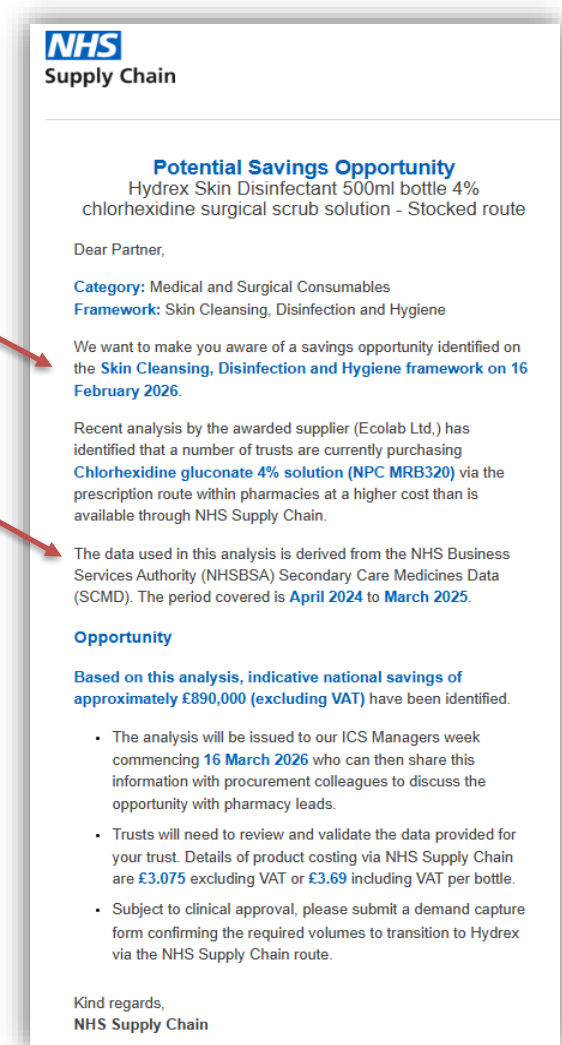 NHS
Supply Chain
Potential Savings Opportunity
Hydrex Skin Disinfectant 500ml bottle 4%
chlorhexidine surgical scrub solution - Stocked route
Dear Partner,
Category: Medical and Surgical Consumables
Framework: Skin Cleansing, Disinfection and Hygiene
We want to make you aware of a savings opportunity identified on
the Skin Cleansing, Disinfection and Hygiene framework on 16
February 2026.
Recent analysis by the awarded supplier (Ecolab Ltd,) has
identified that a number of trusts are currently purchasing
Chlorhexidine gluconate 4% solution (NPC MRB320) via the
prescription route within pharmacies at a higher cost than is
available through NHS Supply Chain.
The data used in this analysis is derived from the NHS Business
Services Authority (NHSBSA) Secondary Care Medicines Data
(SCMD). The period covered is April 2024 to March 2025.
Opportunity
Based on this analysis, indicative national savings of
approximately £890,000 (excluding VAT) have been identified.
• The analysis will be issued to our ICS Managers week
commencing 16 March 2026 who can then share this
information with procurement colleagues to discuss the
opportunity with pharmacy leads.
• Trusts will need to review and validate the data provided for
your trust. Details of product costing via NHS Supply Chain
are £3.075 excluding VAT or £3.69 including VAT per bottle.
• Subject to clinical approval, please submit a demand capture
form confirming the required volumes to transition to Hydrex
via the NHS Supply Chain route.
Kind regards,
NHS Supply Chain